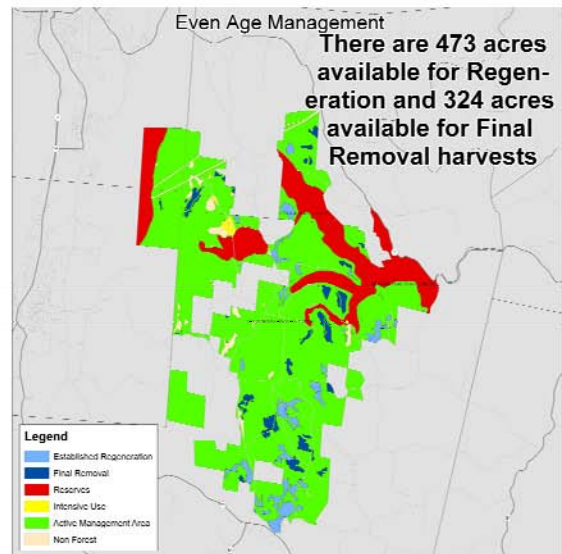 Even Age Management
There are 473 acres
available for Regen-
eration and 324 acres
available for Final
Removal harvests
Legend
Established Regeneration
Final Removal
Reserves
Intensive Use
Active Management Area
Non Forest